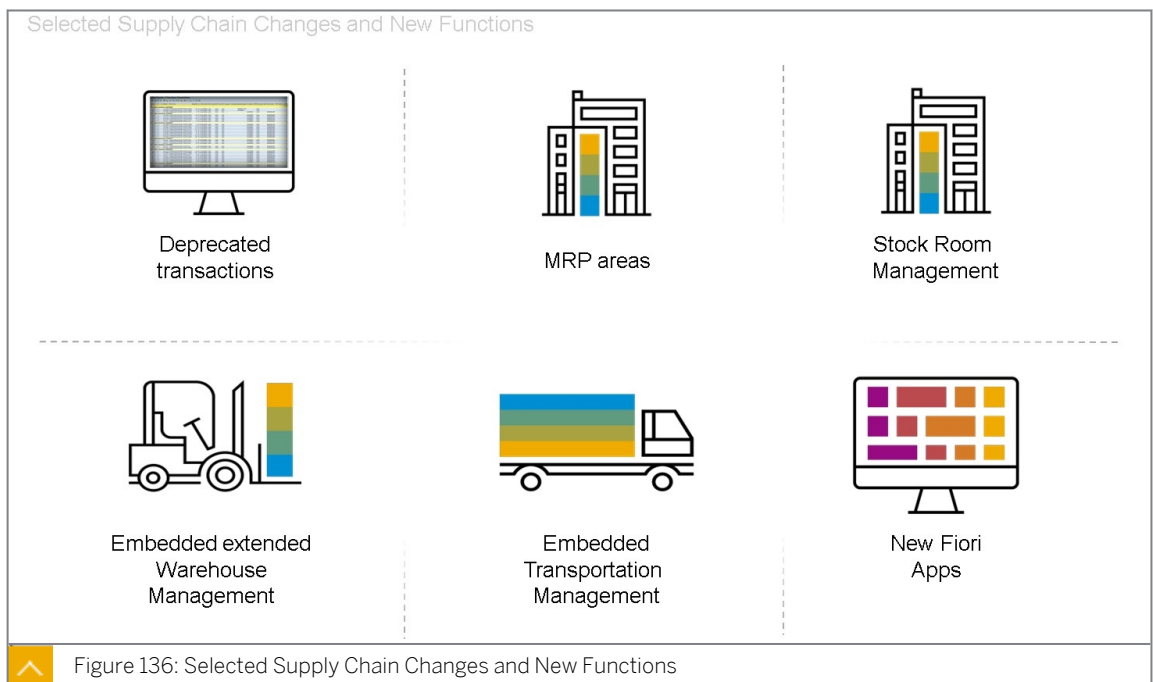 Selected Supply Chain Changes and New Functions
Deprecated
transactions
MRP areas
Stock Room
Management
Embedded extended
Warehouse
Management
Embedded
Transportation
Management
New Fiori
Apps
Figure 136: Selected Supply Chain Changes and New Functions